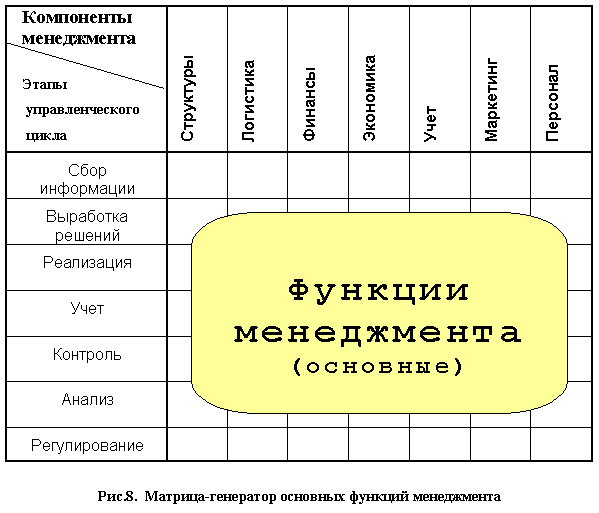 Компоненты
менеджмента
Этапы
управленческого
цикла
Структуры
Логистика
Финансы
Экономика
Учет
Маркетинг
Персонал
Сбор
информации
Выработка
решений
Реализация
Учет
Контроль
Анализ
Регулирование
Функции
менеджмента
(основные)
Рис.8. Матрица-генератор основных функций менеджмента